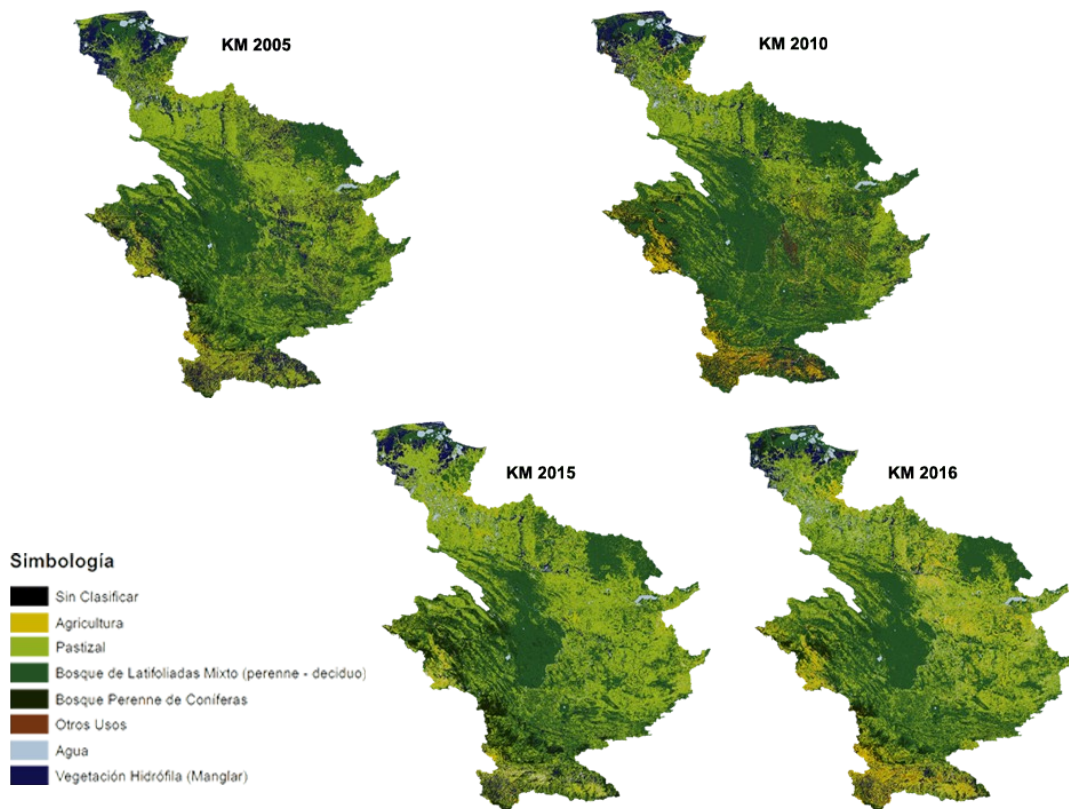 KM 2005
KM 2010
KM 2015
KM 2016
Simbología
Sin Clasificar
Agricultura
Pastizal
Bosque de Latifoliadas Mixto (perenne - deciduo)
Bosque Perenne de Coníferas
Otros Usos
Agua
Vegetación Hidrófila (Manglar)